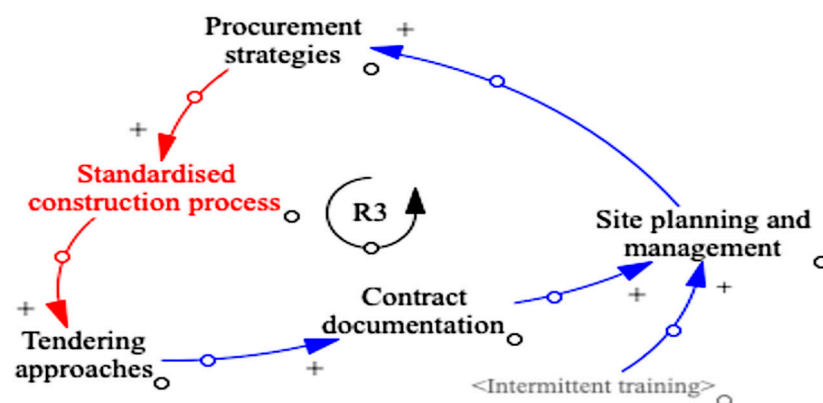 Procurement
strategies
+
+
Standardised
construction process
R3
Site planning and
management
+
+
+
Contract
documentation
Tendering
approaches
+
<Intermittent training>